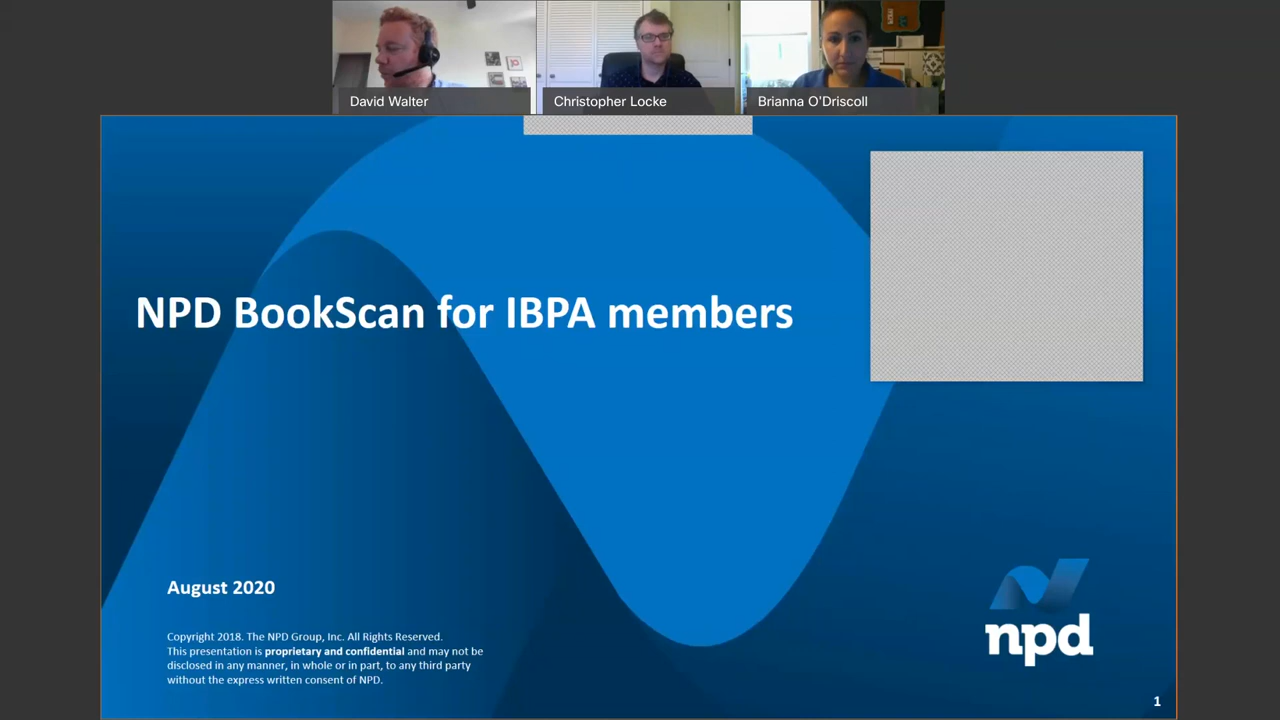 David Walter
Christopher Locke
Brianna O'Driscoll
NPD BookScan for IBPA members
August 2020
Copyright 2018. The NPD Group, Inc. All Rights Reserved.
This presentation is proprietary and confidential and may not be
disclosed in any manner, in whole or in part, to any third party
without the express written consent of NPD.
npd
1